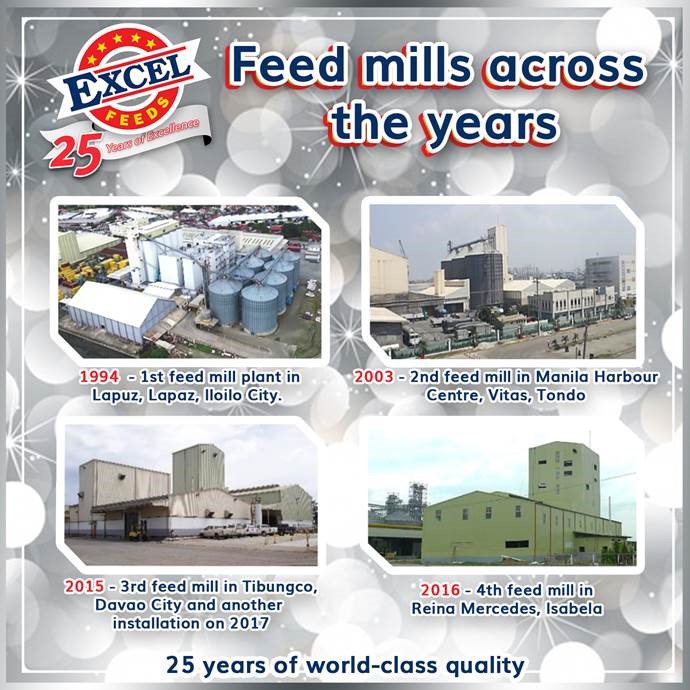 EXCEL
FEEDS
25 Years of Excellence
Feed mills across
the years
1994 - 1st feed mill plant in
Lapuz, Lapaz, Iloilo City.
2003 - 2nd feed mill in Manila Harbour
Centre, Vitas, Tondo
2015 - 3rd feed mill in Tibungco,
Davao City and another
installation on 2017
2016 - 4th feed mill in
Reina Mercedes, Isabela
25 years of world-class quality